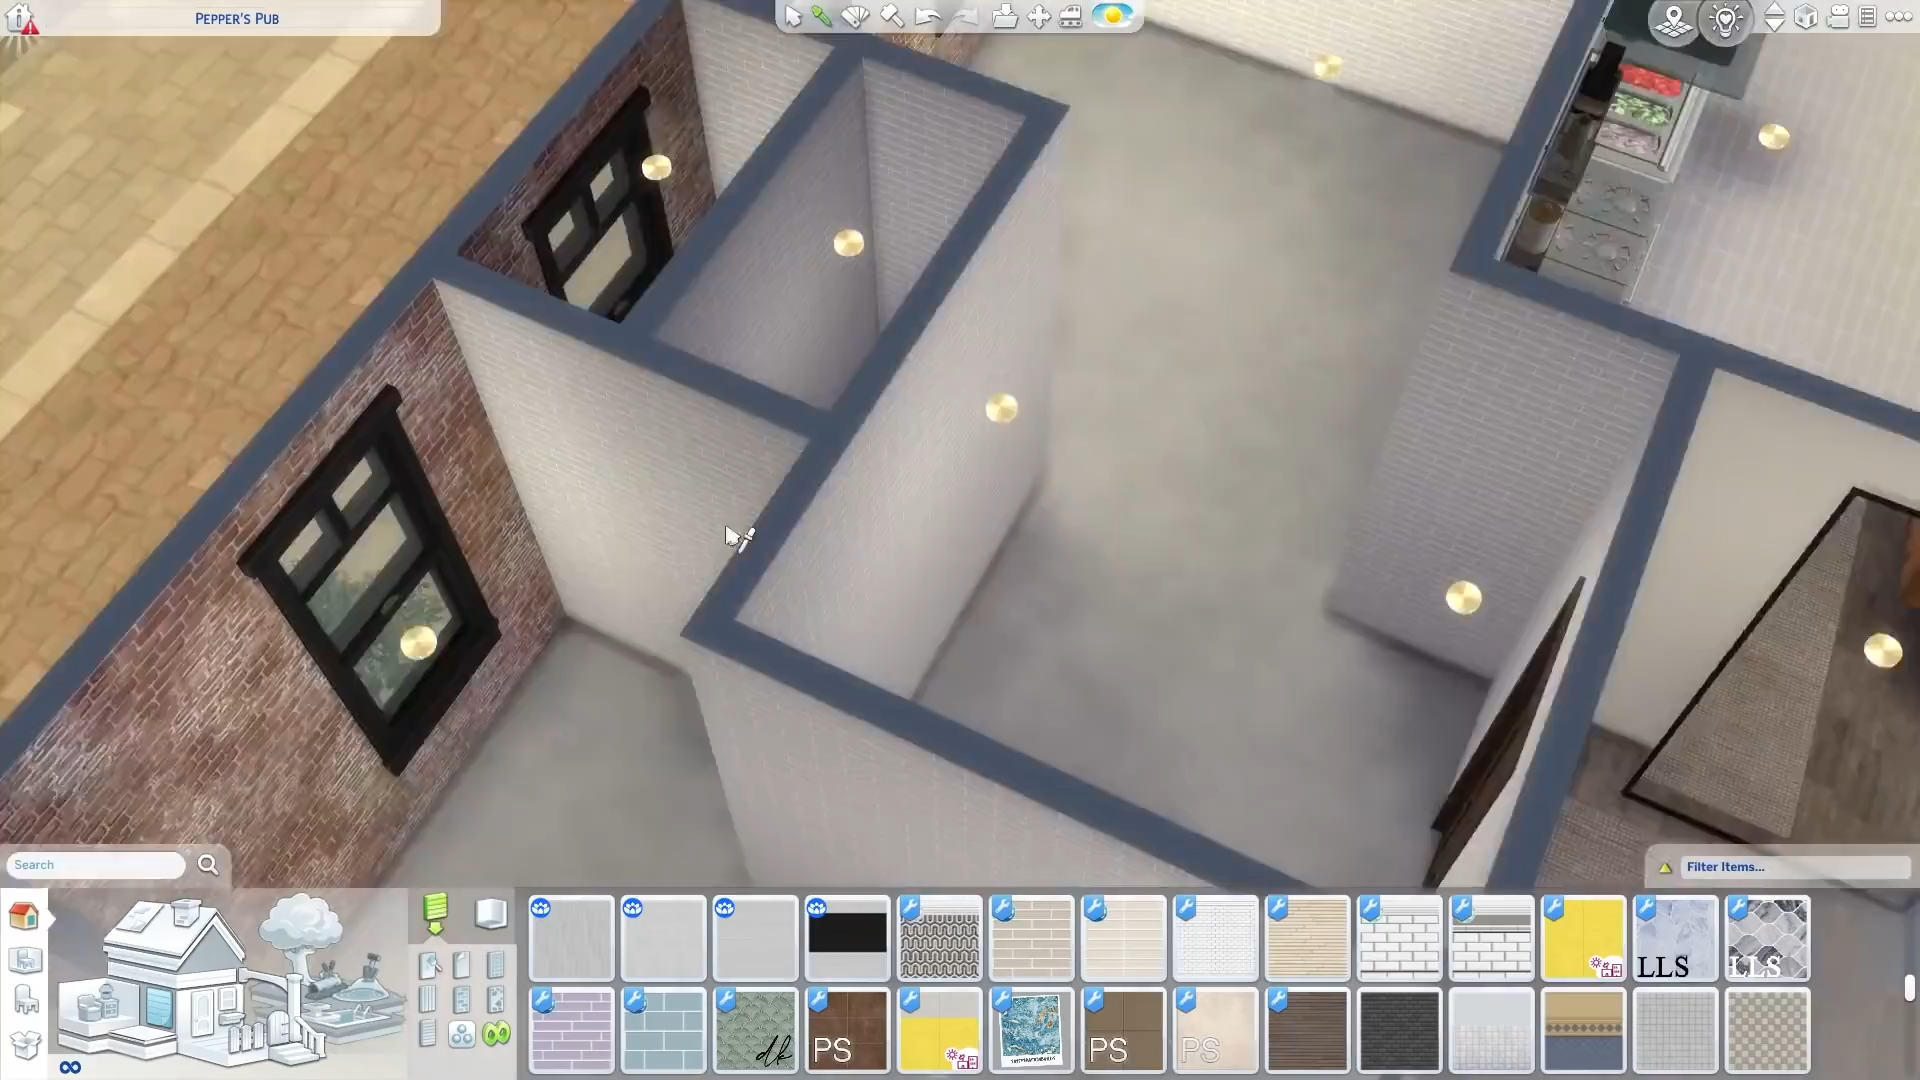 PEPPER'S PUB
Search
Filter Items...
LLS
LLS
dk
PS
PS
PS